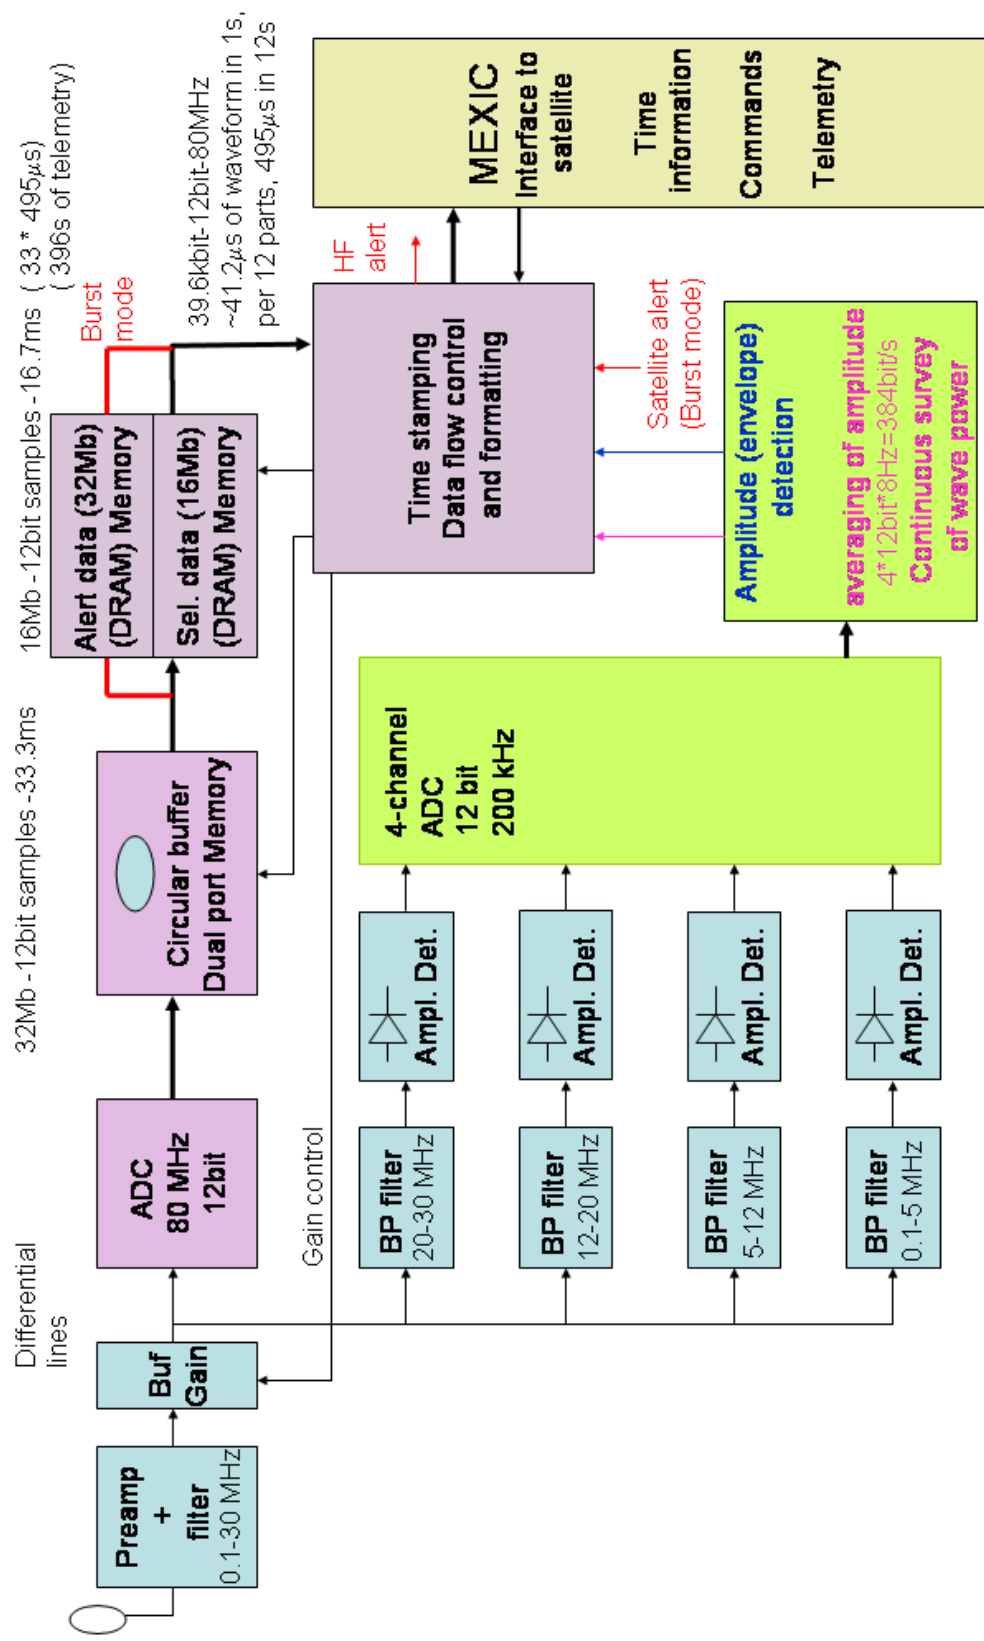 Differential
lines
32Mb -12bit samples -33.3ms
16Mb -12bit samples - 16.7ms ( 33 * 495µs)
( 396s of telemetry)
Preamp
+
filter
0.1-30 MHz
Buf
Gain
ADC
80 MHz
12bit
Circular buffer
Dual port Memory
Alert data (32Mb)
(DRAM) Memory
Sel. data (16Mb)
(DRAM) Memory
Burst
mode
39.6kbit-12bit-80MHz
~41.2µs of waveform in 1s,
per 12 parts, 495µs in 12s
Gain control
Time stamping
Data flow control
and formatting
HF
alert
MEXIC
Interface to
satellite
Time
information
Commands
Telemetry
BP filter
20-30 MHz
Ampl. Det.
BP filter
12-20 MHz
Ampl. Det.
BP filter
5-12 MHz
Ampl. Det.
BP filter
0.1-5 MHz
Ampl. Det.
4-channel
ADC
12 bit
200 kHz
Satellite alert
(Burst mode)
Amplitude (envelope)
detection
averaging of amplitude
4*12bit*8Hz=384bit/s
Continuous survey
of wave power